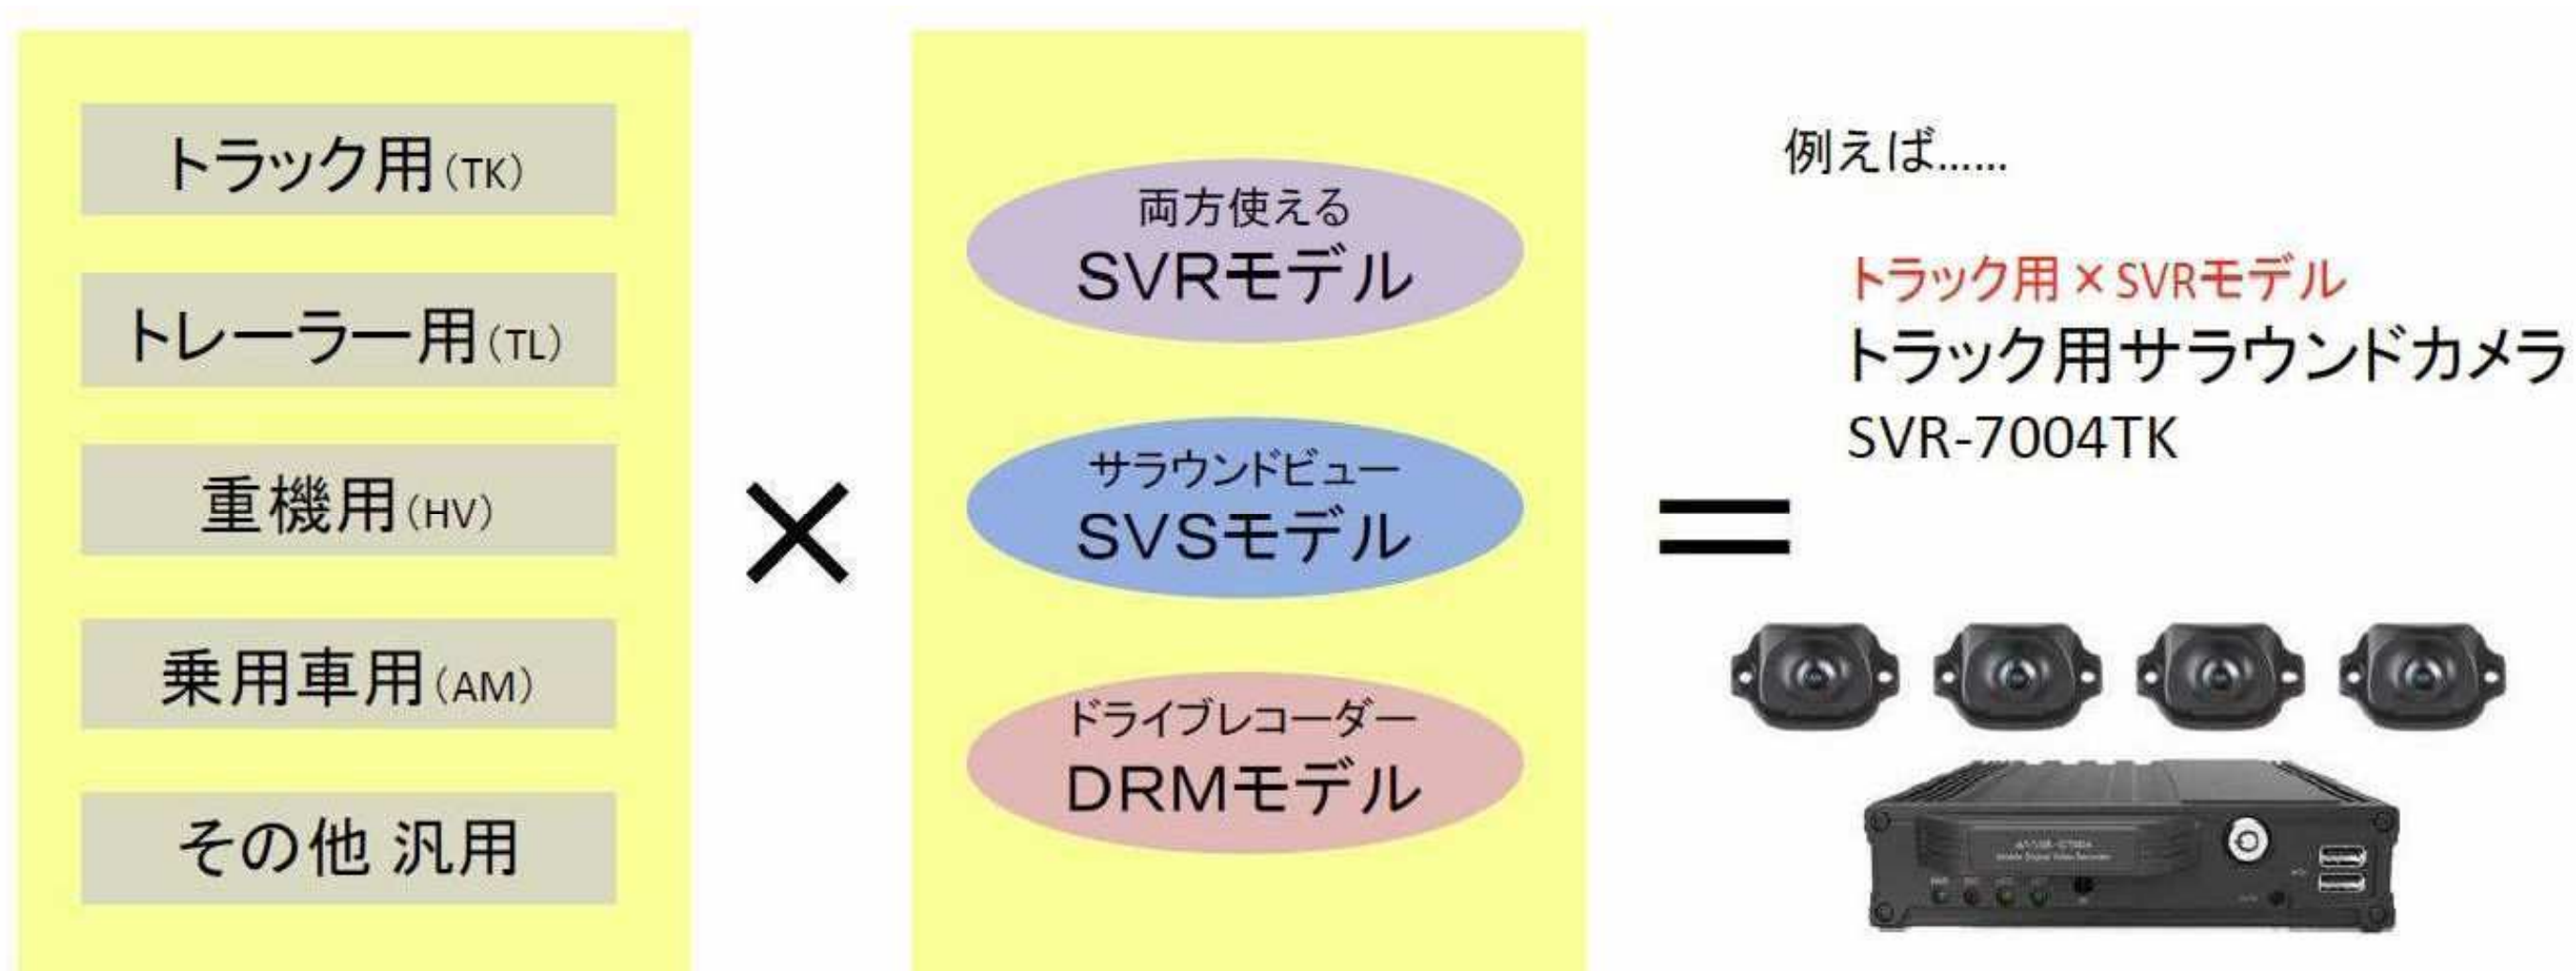 トラック用(TK)
トレーラー用(TL)
重機用(HV)
乗用車用(AM)
その他 汎用
×
両方使える
SVRモデル
サラウンドビュー
SVSモデル
ドライブレコーダー
DRMモデル
=
例えば......
トラック用×SVRモデル
トラック用サラウンドカメラ
SVR-7004TK
Mobile Digital Video Recorder